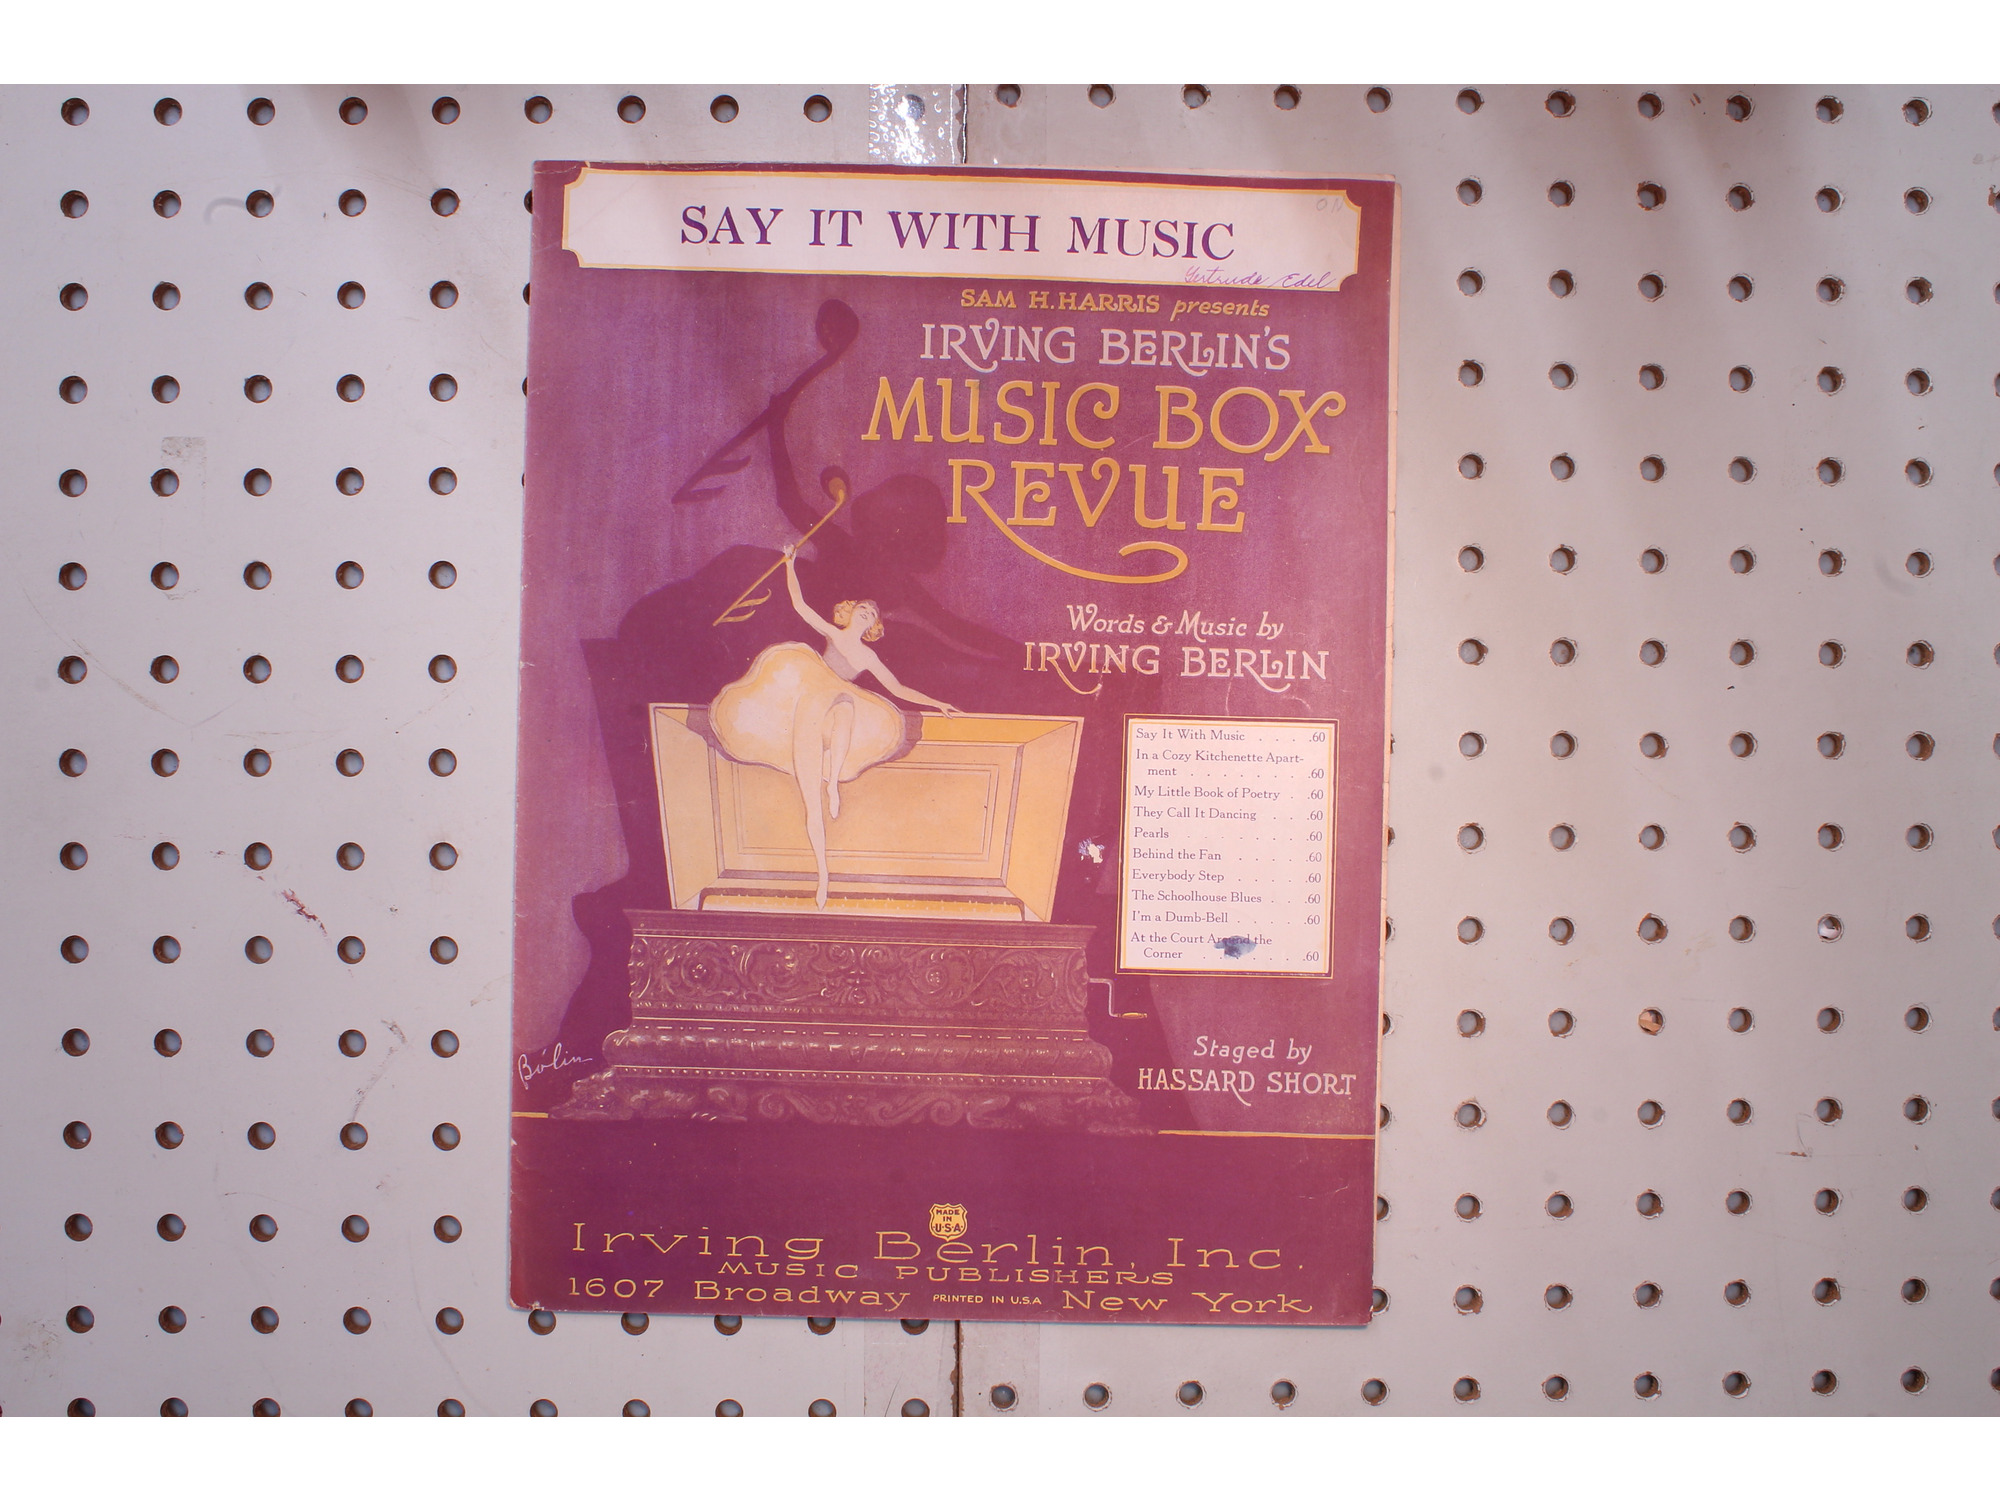 SAY IT WITH MUSIC
Gertrude Edel
SAM H. HARRIS presents
IRVING BERLIN'S
MUSIC BOX
REVUE
Words & Music by
IRVING BERLIN
Say It With Music . . . .60
In a Cozy Kitchenette Apart-
ment . . . . . . . .60
My Little Book of Poetry . .60
They Call It Dancing . . .60
Pearls . . . . . . .60
Behind the Fan . . . . .60
Everybody Step . . . . .60
The Schoolhouse Blues . . .60
I'm a Dumb-Bell . . . . .60
At the Court Around the
Corner . . . . . . .60
Staged by
HASSARD SHORT
Bólin
MADE
IN
U·S·A·
Irving Berlin, Inc.
MUSIC PUBLISHERS
1607 Broadway PRINTED IN U.S.A New York